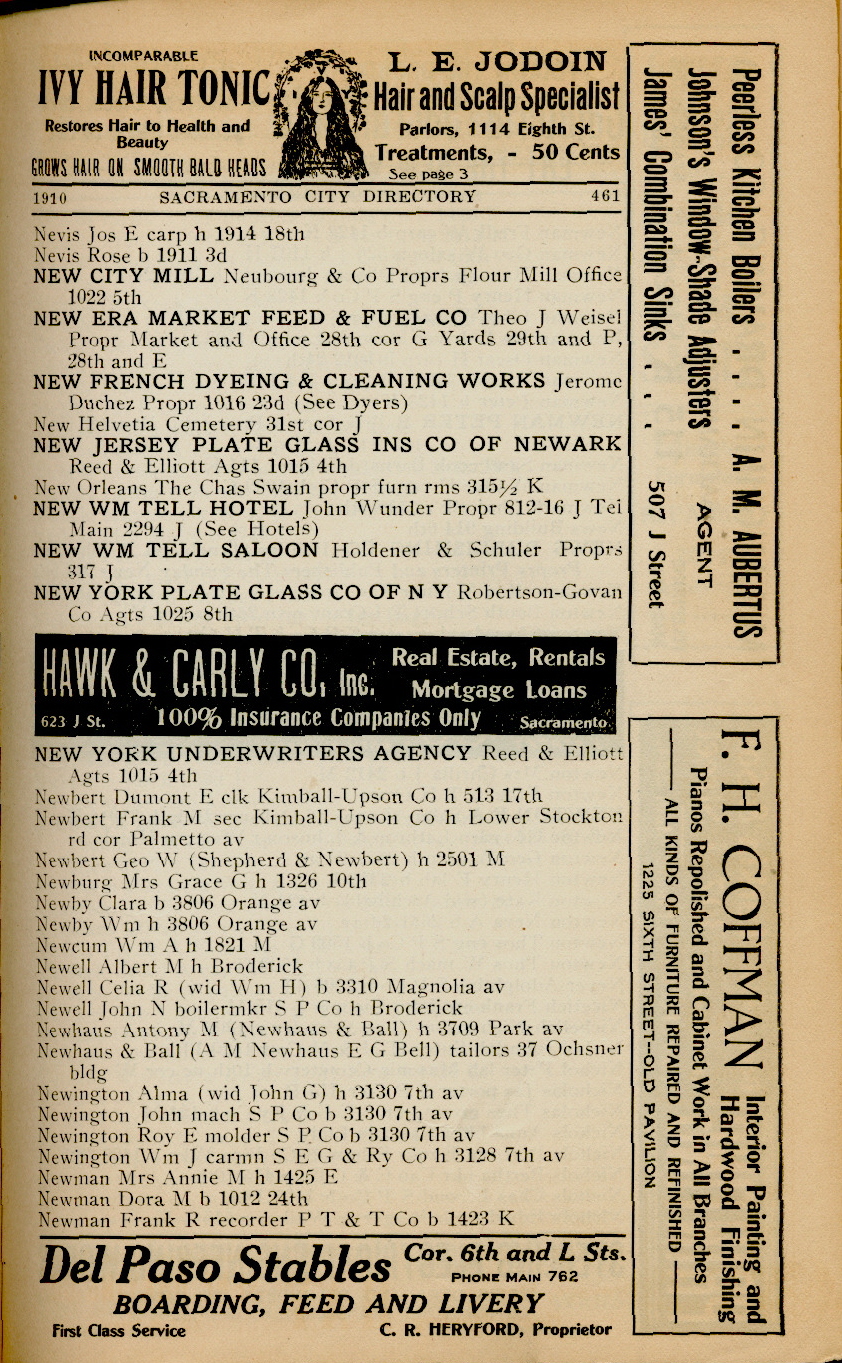 INCOMPARABLE
IVY HAIR TONIC
Restores Hair to Health and
Beauty
GROWS HAIR ON SMOOTH BALD HEADS
L. E. JODOIN
Hair and Scalp Specialist
Parlors, 1114 Eighth St.
Treatments, - 50 Cents
See page 3
1910 SACRAMENTO CITY DIRECTORY 461
Nevis Jos E carp h 1914 18th
Nevis Rose b 1911 3d
NEW CITY MILL Neubourg & Co Proprs Flour Mill Office
1022 5th
NEW ERA MARKET FEED & FUEL CO Theo J Weisel
Propr Market and Office 28th cor G Yards 29th and P,
28th and E
NEW FRENCH DYEING & CLEANING WORKS Jerome
Duchez Propr 1016 23d (See Dyers)
New Helvetia Cemetery 31st cor J
NEW JERSEY PLATE GLASS INS CO OF NEWARK
Reed & Elliott Agts 1015 4th
New Orleans The Chas Swain propr furn rms 315½ K
NEW WM TELL HOTEL John Wunder Propr 812-16 J Tel
Main 2294 J (See Hotels)
NEW WM TELL SALOON Holdener & Schuler Proprs
317 J
NEW YORK PLATE GLASS CO OF N Y Robertson-Govan
Co Agts 1025 8th
HAWK & CARLY CO, Inc.
Real Estate, Rentals
Mortgage Loans
623 J St. 100% Insurance Companies Only Sacramento
NEW YORK UNDERWRITERS AGENCY Reed & Elliott
Agts 1015 4th
Newbert Dumont E clk Kimball-Upson Co h 513 17th
Newbert Frank M sec Kimball-Upson Co h Lower Stockton
rd cor Palmetto av
Newbert Geo W (Shepherd & Newbert) h 2501 M
Newburg Mrs Grace G h 1326 10th
Newby Clara b 3806 Orange av
Newby Wm h 3806 Orange av
Newcum Wm A h 1821 M
Newell Albert M h Broderick
Newell Celia R (wid Wm H) b 3310 Magnolia av
Newell John N boilermkr S P Co h Broderick
Newhaus Antony M (Newhaus & Ball) h 3709 Park av
Newhaus & Ball (A M Newhaus E G Bell) tailors 37 Ochsner
bldg
Newington Alma (wid John G) h 3130 7th av
Newington John mach S P Co b 3130 7th av
Newington Roy E molder S P Co b 3130 7th av
Newington Wm J carmn S E G & Ry Co h 3128 7th av
Newman Mrs Annie M h 1425 E
Newman Dora M b 1012 24th
Newman Frank R recorder P T & T Co b 1423 K
Del Paso Stables
Cor. 6th and L Sts.
PHONE MAIN 762
BOARDING, FEED AND LIVERY
First Class Service C. R. HERYFORD, Proprietor
Peerless Kitchen Boilers . . . . A. M. AUBERTUS
Johnson's Window-Shade Adjusters AGENT
James' Combination Sinks . . . 507 J Street
F. H. COFFMAN
Interior Painting and
Hardwood Finishing
Pianos Repolished and Cabinet Work in All Branches
ALL KINDS OF FURNITURE REPAIRED AND REFINISHED
1225 SIXTH STREET--OLD PAVILION